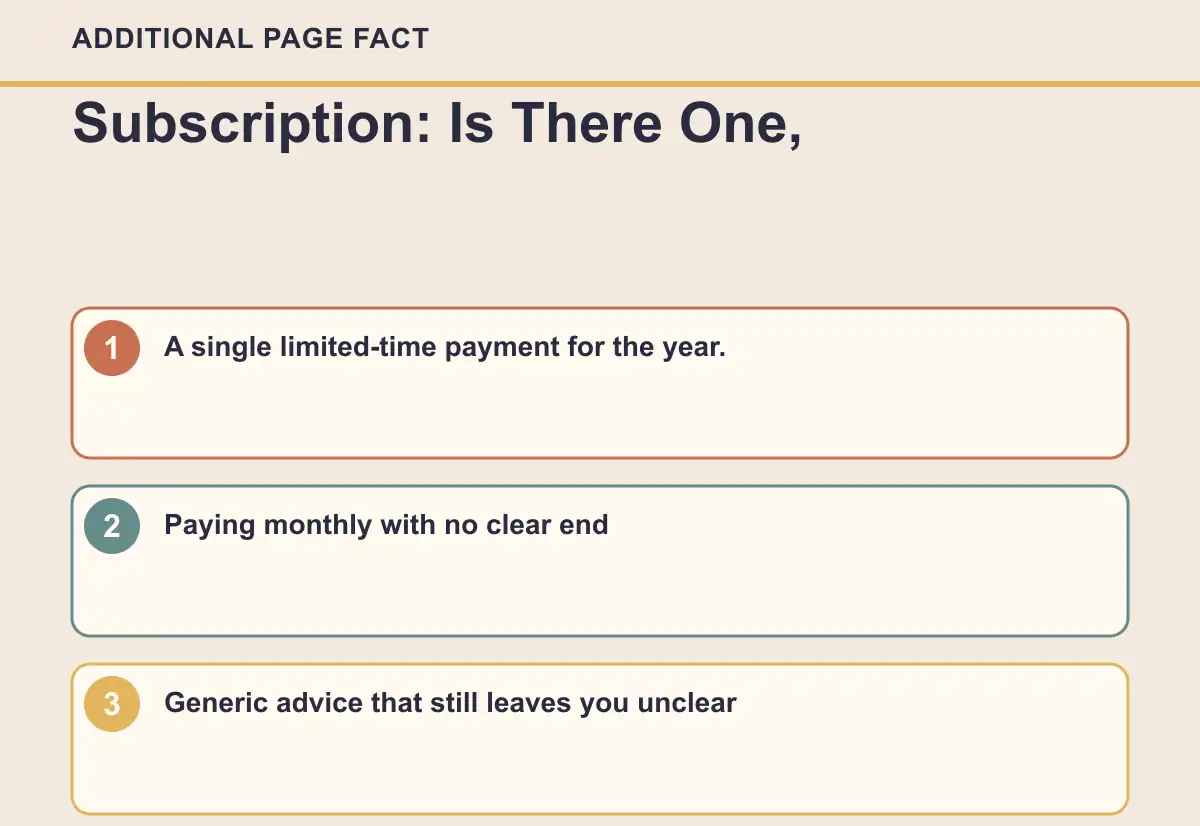 ADDITIONAL PAGE FACT
Subscription: Is There One,
1
A single limited-time payment for the year.
2
Paying monthly with no clear end
3
Generic advice that still leaves you unclear